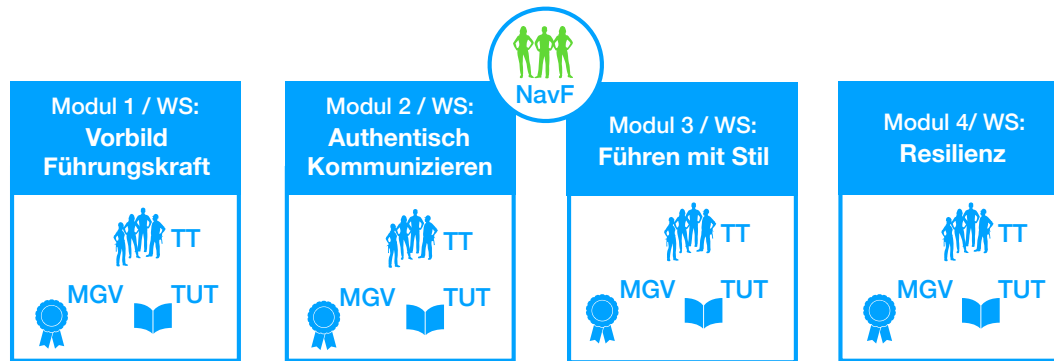 NavF
Modul 1 / WS:
Vorbild
Führungskraft
TT
MGV
TUT
Modul 2 / WS:
Authentisch
Kommunizieren
TT
MGV
TUT
Modul 3 / WS:
Führen mit Stil
TT
MGV
TUT
Modul 4/ WS:
Resilienz
TT
MGV
TUT